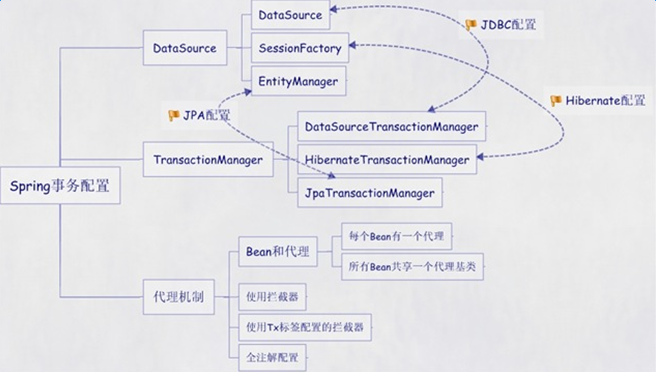 DataSource
JDBC配置
DataSource
SessionFactory
EntityManager
Hibernate配置
JPA配置
DataSourceTransactionManager
TransactionManager
HibernateTransactionManager
JpaTransactionManager
Spring事务配置
Bean和代理
每个Bean有一个代理
所有Bean共享一个代理基类
代理机制
使用拦截器
使用Tx标签配置的拦截器
全注解配置